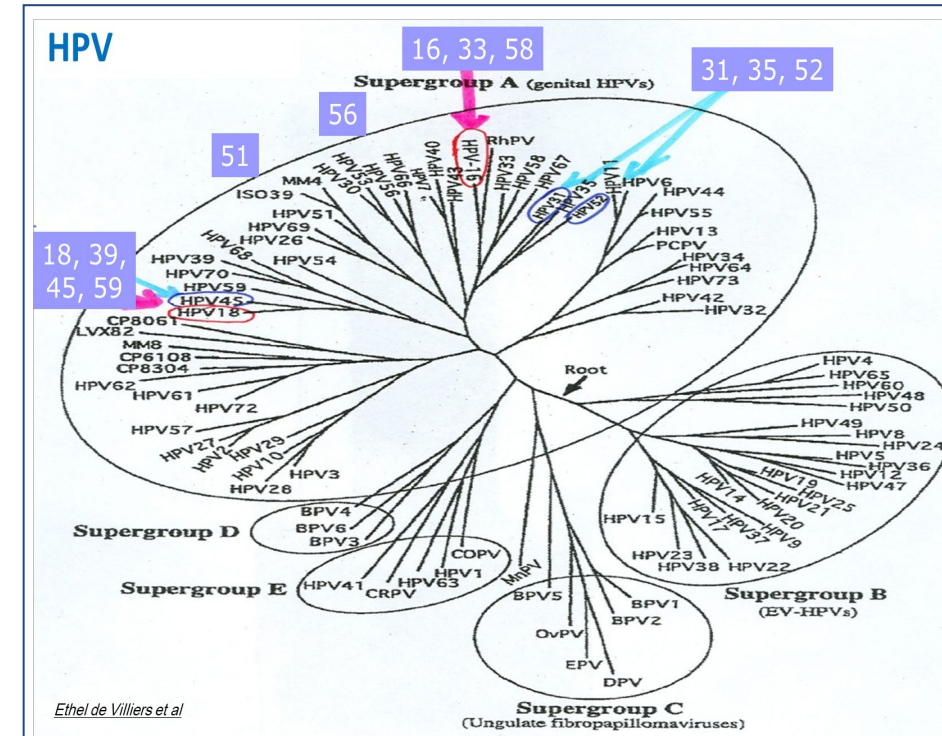 HPV
16, 33, 58
31, 35, 52
Supergroup A (genital HPVs)
56
51
18, 39,
45, 59
RhPV
HPV-16
HPV43
HPV40
HPV7
HPV66
HPV56
HPV53
HPV30
MM4
ISO39
HPV51
HPV69
HPV26
HPV54
HPV68
HPV39
HPV70
HPV59
HPV45
HPV18
CP8061
LVX82
MM8
CP6108
CP8304
HPV62
HPV61
HPV72
HPV57
HPV27
HPV2
HPV29
HPV10
HPV28
HPV3
HPV33
HPV58
HPV67
HPV31
HPV35
HPV52
HPV11
HPV6
HPV44
HPV55
HPV13
PCPV
HPV34
HPV64
HPV73
HPV42
HPV32
Root
HPV4
HPV65
HPV60
HPV48
HPV50
HPV49
HPV8
HPV24
HPV5
HPV36
HPV12
HPV47
HPV19
HPV25
HPV21
HPV20
HPV14
HPV9
HPV37
HPV17
HPV15
HPV23
HPV38
HPV22
Supergroup B
(EV-HPVs)
Supergroup D
BPV4
BPV6
BPV3
Supergroup E
HPV41
CRPV
HPV63
HPV1
COPV
MnPV
BPV5
OvPV
EPV
DPV
BPV2
BPV1
Supergroup C
(Ungulate fibropapillomaviruses)
Ethel de Villiers et al